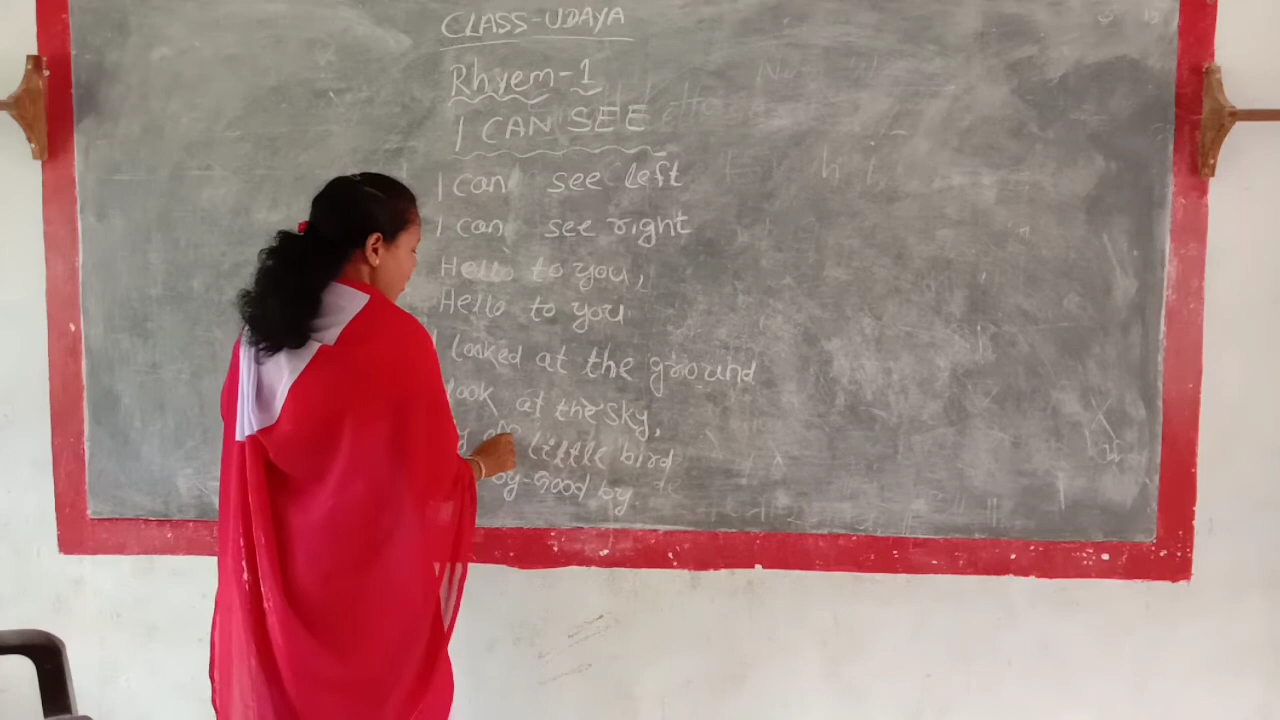 CLASS-UDAYA
Rhyem-1
I CAN SEE
I can see left
I can see right
Hello to you,
Hello to you
I looked at the ground
look at the sky,
little bird
by-Good by.